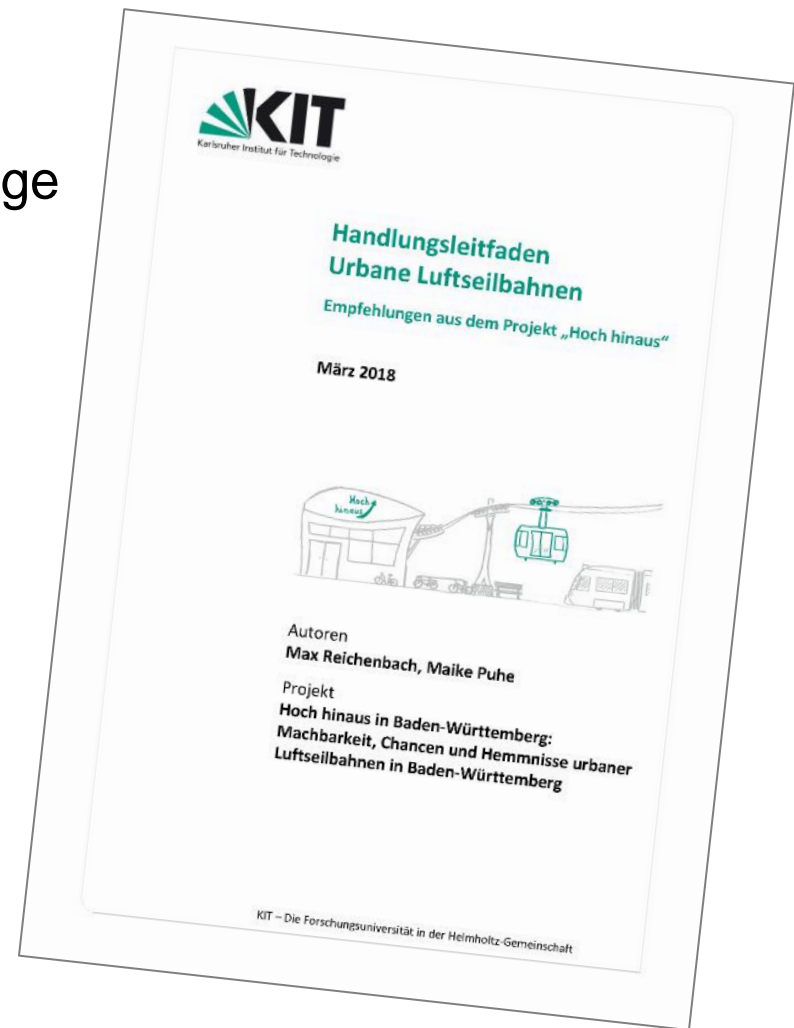 ge
KIT
Karlsruher Institut für Technologie
Handlungsleitfaden
Urbane Luftseilbahnen
Empfehlungen aus dem Projekt „Hoch hinaus“
März 2018
Hoch
hinaus
Autoren
Max Reichenbach, Maike Puhe
Projekt
Hoch hinaus in Baden-Württemberg:
Machbarkeit, Chancen und Hemmnisse urbaner
Luftseilbahnen in Baden-Württemberg
KIT – Die Forschungsuniversität in der Helmholtz-Gemeinschaft